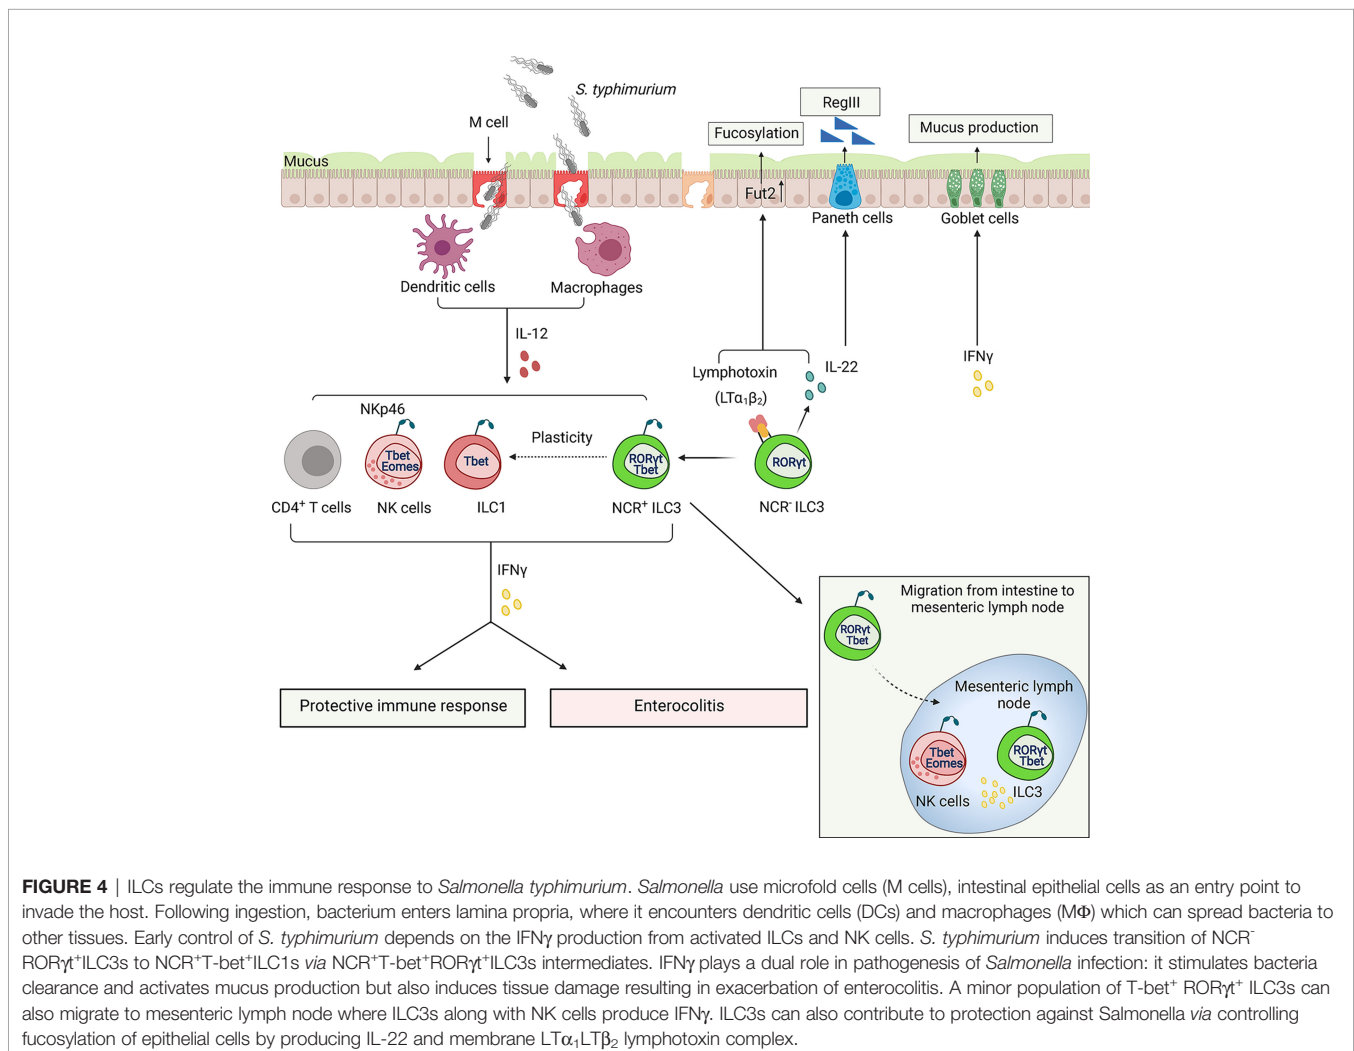 S. typhimurium
RegIII
M cell
Fucosylation
Mucus production
Mucus
Fut2
Paneth cells
Goblet cells
Dendritic cells
Macrophages
IL-12
IFNγ
Lymphotoxin
(LTα₁β₂)
IL-22
NKp46
Plasticity
Tbet
Eomes
Tbet
RORγt
Tbet
RORγt
CD4⁺ T cells
NK cells
ILC1
NCR⁺ ILC3
NCR⁻ ILC3
IFNγ
Migration from intestine to
mesenteric lymph node
RORγt
Tbet
Protective immune response
Enterocolitis
Mesenteric lymph
node
Tbet
Eomes
RORγt
Tbet
NK cells
ILC3
FIGURE 4 | ILCs regulate the immune response to Salmonella typhimurium. Salmonella use microfold cells (M cells), intestinal epithelial cells as an entry point to
invade the host. Following ingestion, bacterium enters lamina propria, where it encounters dendritic cells (DCs) and macrophages (MΦ) which can spread bacteria to
other tissues. Early control of S. typhimurium depends on the IFNγ production from activated ILCs and NK cells. S. typhimurium induces transition of NCR⁻
RORγt⁺ILC3s to NCR⁺T-bet⁺ILC1s via NCR⁺T-bet⁺RORγt⁺ILC3s intermediates. IFNγ plays a dual role in pathogenesis of Salmonella infection: it stimulates bacteria
clearance and activates mucus production but also induces tissue damage resulting in exacerbation of enterocolitis. A minor population of T-bet⁺ RORγt⁺ ILC3s can
also migrate to mesenteric lymph node where ILC3s along with NK cells produce IFNγ. ILC3s can also contribute to protection against Salmonella via controlling
fucosylation of epithelial cells by producing IL-22 and membrane LTα₁LTβ₂ lymphotoxin complex.